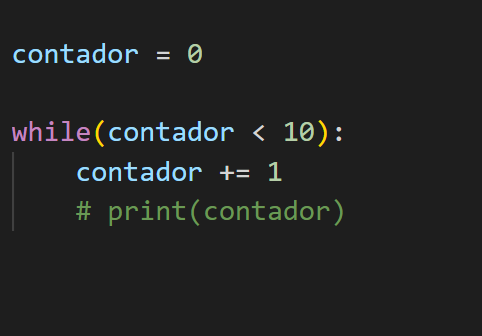 contador = 0
while(contador < 10):
    contador += 1
    # print(contador)